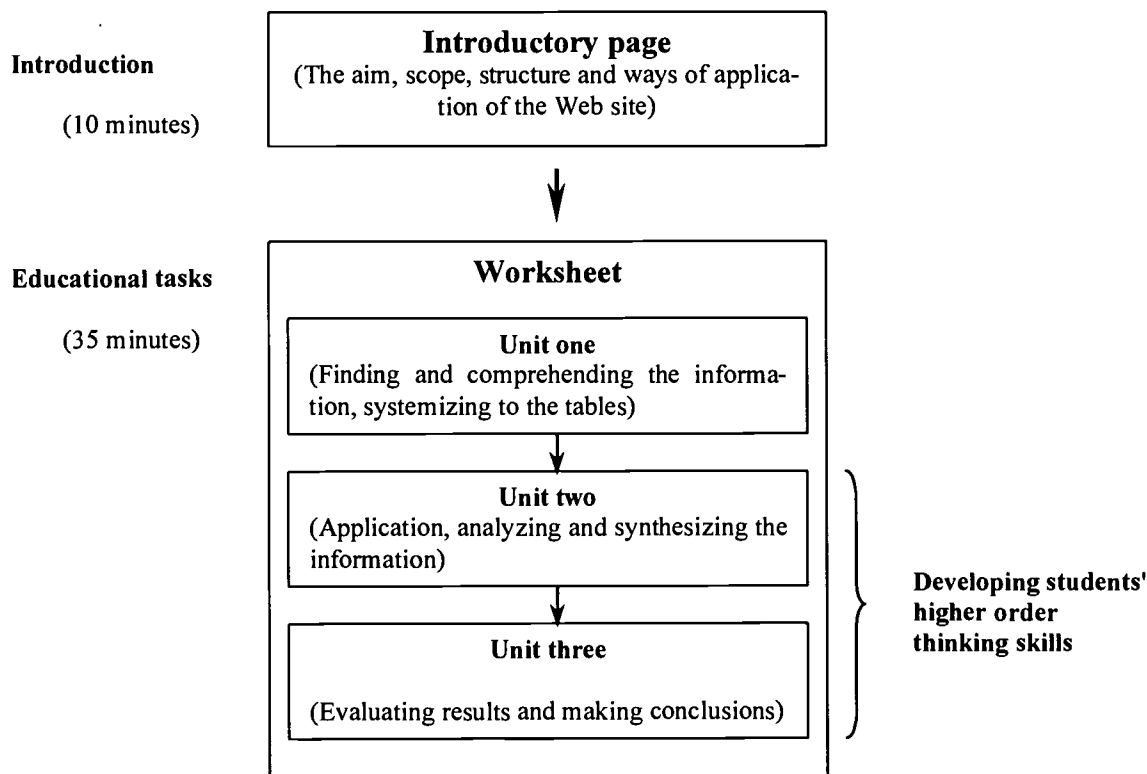 Introduction
(10 minutes)
Introductory page
(The aim, scope, structure and ways of applica-
tion of the Web site)
Educational tasks
(35 minutes)
Worksheet
Unit one
(Finding and comprehending the informa-
tion, systemizing to the tables)
Unit two
(Application, analyzing and synthesizing the
information)
Unit three
(Evaluating results and making conclusions)
Developing students'
higher order
thinking skills